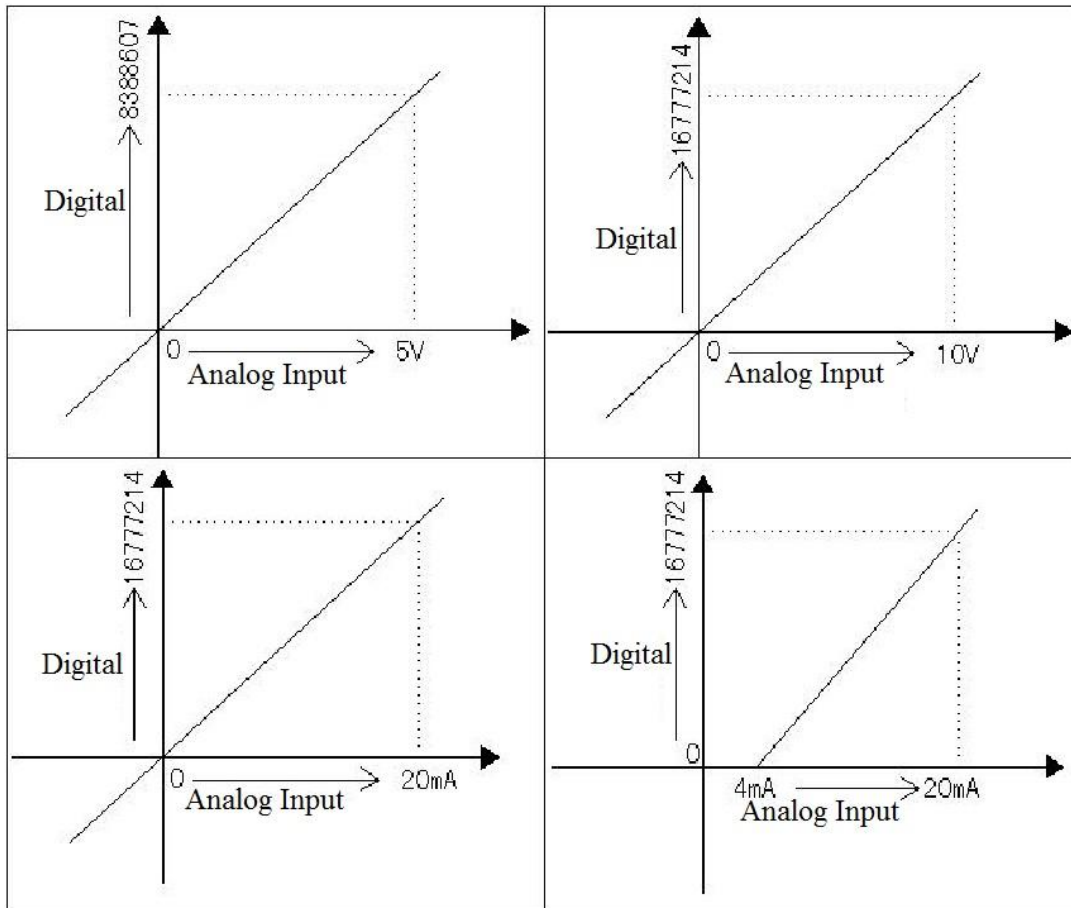 8388607
Digital
0
5V
Analog Input
16777214
Digital
0
10V
Analog Input
16777214
Digital
0
20mA
Analog Input
16777214
Digital
0
4mA
20mA
Analog Input